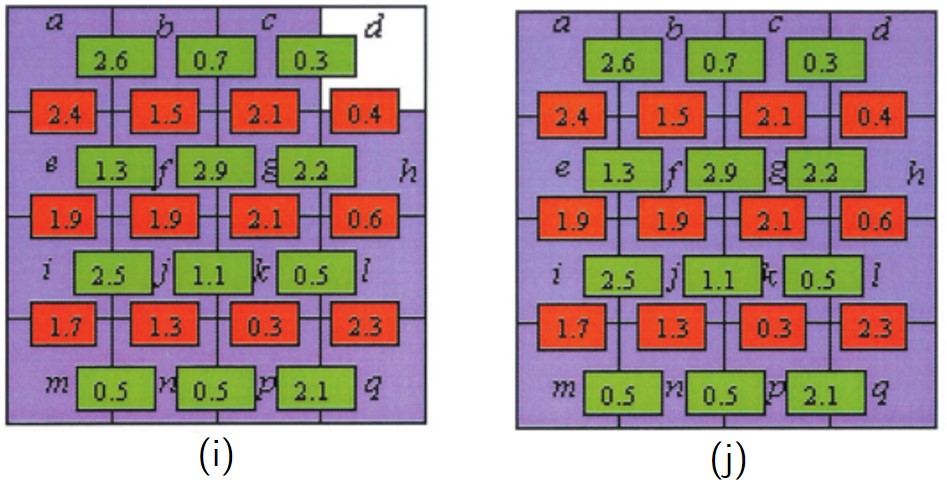 a b c d
2.6 0.7 0.3
2.4 1.5 2.1 0.4
e 1.3 f 2.9 g 2.2 h
1.9 1.9 2.1 0.6
i 2.5 j 1.1 k 0.5 l
1.7 1.3 0.3 2.3
m 0.5 n 0.5 p 2.1 q
(i)
a b c d
2.6 0.7 0.3
2.4 1.5 2.1 0.4
e 1.3 f 2.9 g 2.2 h
1.9 1.9 2.1 0.6
i 2.5 j 1.1 k 0.5 l
1.7 1.3 0.3 2.3
m 0.5 n 0.5 p 2.1 q
(j)